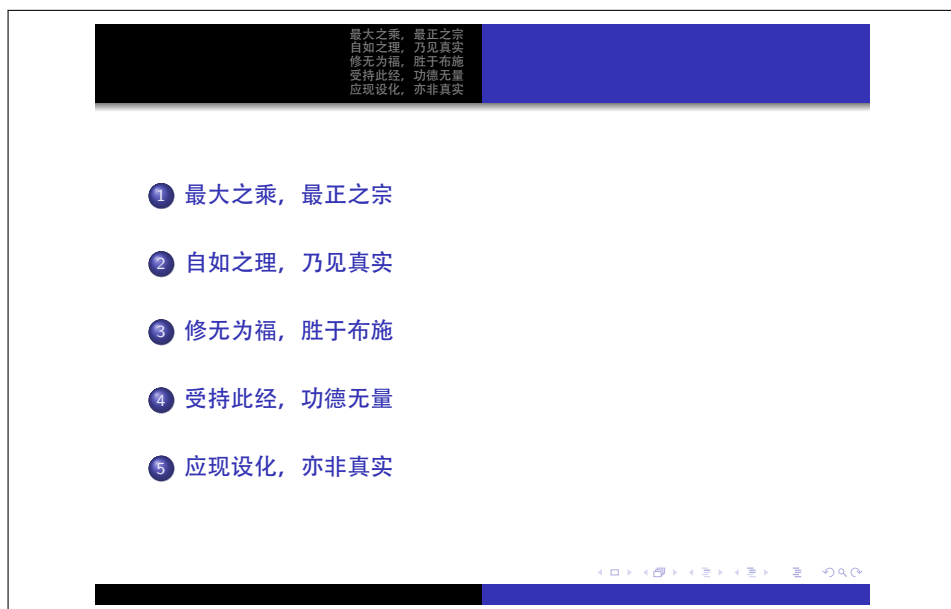 最大之乘，最正之宗
自如之理，乃见真实
修无为福，胜于布施
受持此经，功德无量
应现设化，亦非真实
1 最大之乘，最正之宗
2 自如之理，乃见真实
3 修无为福，胜于布施
4 受持此经，功德无量
5 应现设化，亦非真实